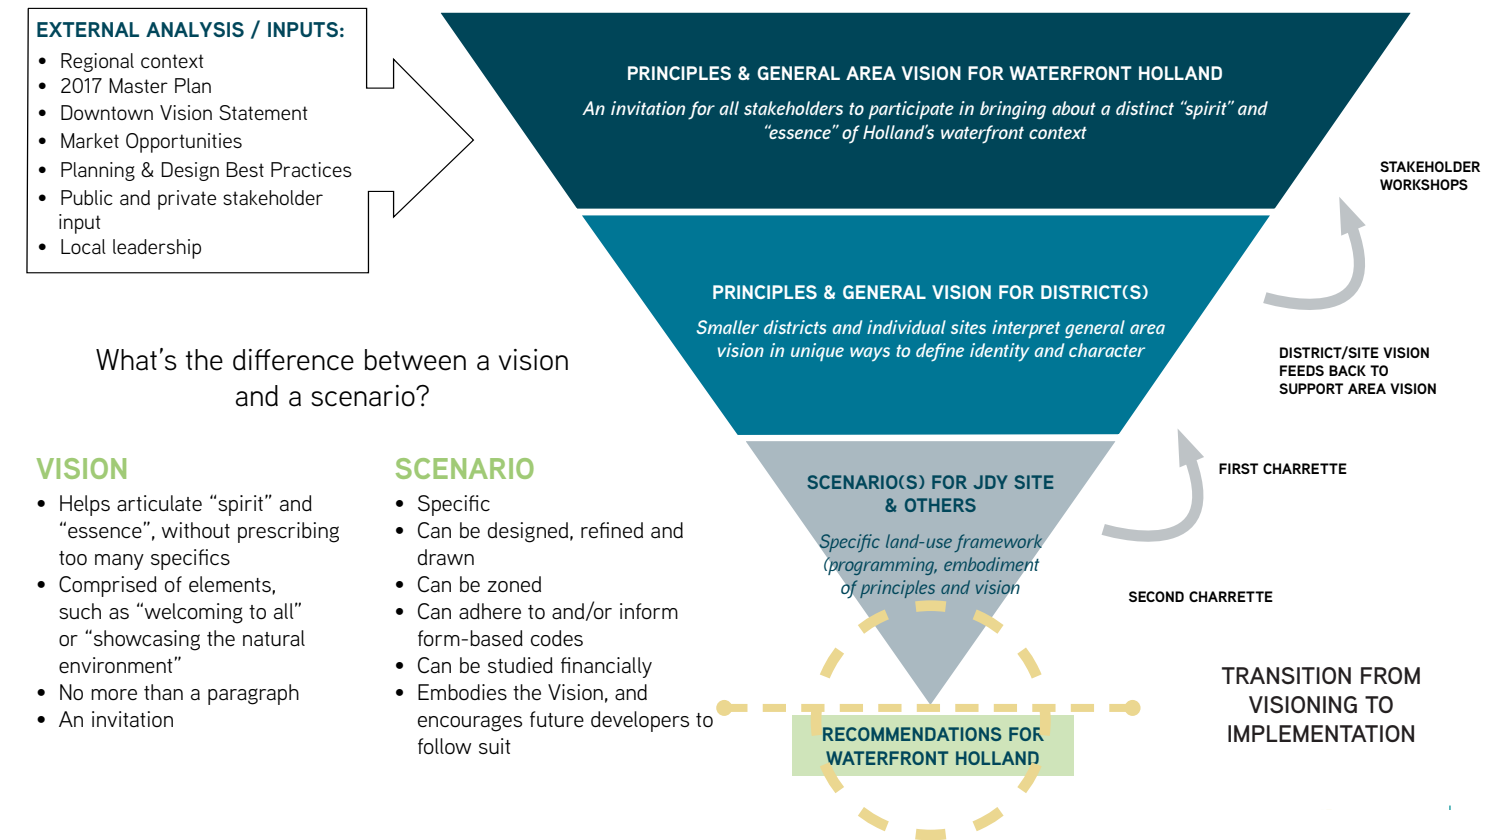 EXTERNAL ANALYSIS / INPUTS:
• Regional context
• 2017 Master Plan
• Downtown Vision Statement
• Market Opportunities
• Planning & Design Best Practices
• Public and private stakeholder
input
• Local leadership
PRINCIPLES & GENERAL AREA VISION FOR WATERFRONT HOLLAND
An invitation for all stakeholders to participate in bringing about a distinct “spirit” and
“essence” of Holland’s waterfront context
STAKEHOLDER
WORKSHOPS
PRINCIPLES & GENERAL VISION FOR DISTRICT(S)
Smaller districts and individual sites interpret general area
vision in unique ways to define identity and character
DISTRICT/SITE VISION
FEEDS BACK TO
SUPPORT AREA VISION
What’s the difference between a vision
and a scenario?
VISION
• Helps articulate “spirit” and
“essence”, without prescribing
too many specifics
• Comprised of elements,
such as “welcoming to all”
or “showcasing the natural
environment”
• No more than a paragraph
• An invitation
SCENARIO
• Specific
• Can be designed, refined and
drawn
• Can be zoned
• Can adhere to and/or inform
form-based codes
• Can be studied financially
• Embodies the Vision, and
encourages future developers to
follow suit
FIRST CHARRETTE
SCENARIO(S) FOR JDY SITE
& OTHERS
Specific land-use framework
(programming, embodiment
of principles and vision
SECOND CHARRETTE
TRANSITION FROM
VISIONING TO
IMPLEMENTATION
RECOMMENDATIONS FOR
WATERFRONT HOLLAND